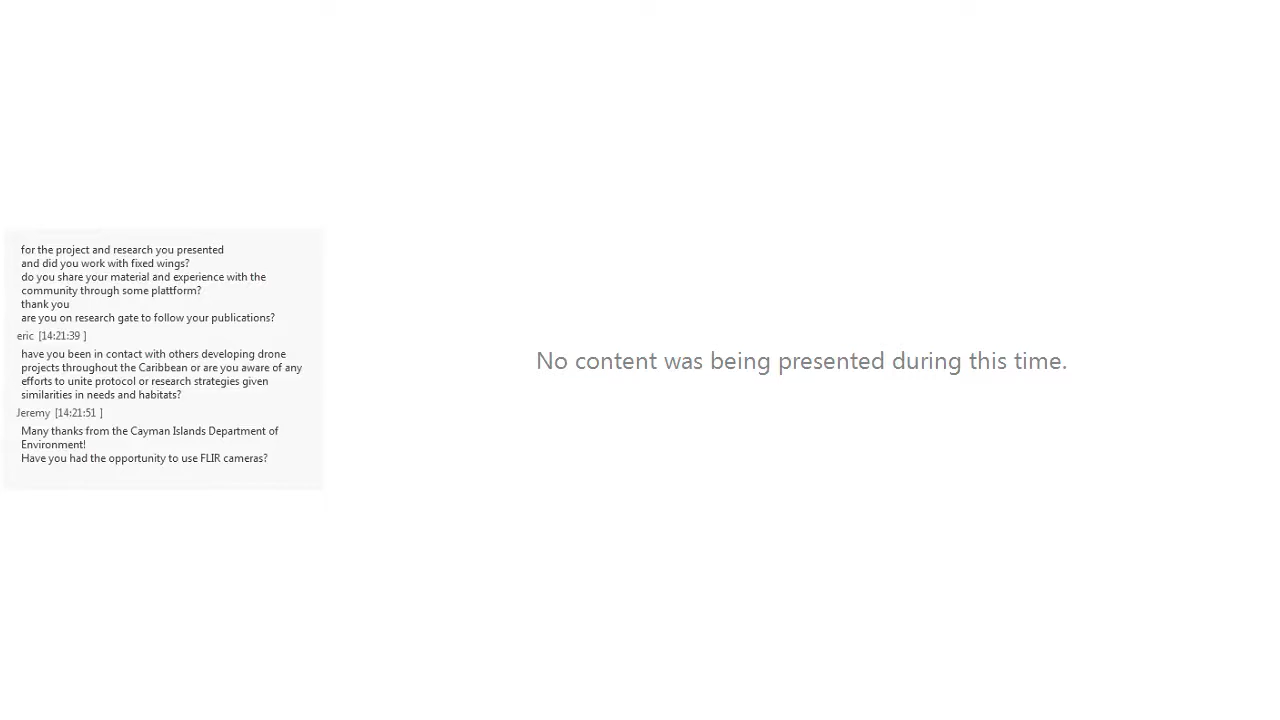 for the project and research you presented
and did you work with fixed wings?
do you share your material and experience with the
community through some plattform?
thank you
are you on research gate to follow your publications?
eric [14:21:39 ]
have you been in contact with others developing drone
projects throughout the Caribbean or are you aware of any
efforts to unite protocol or research strategies given
similarities in needs and habitats?
Jeremy [14:21:51 ]
Many thanks from the Cayman Islands Department of
Environment!
Have you had the opportunity to use FLIR cameras?
No content was being presented during this time.